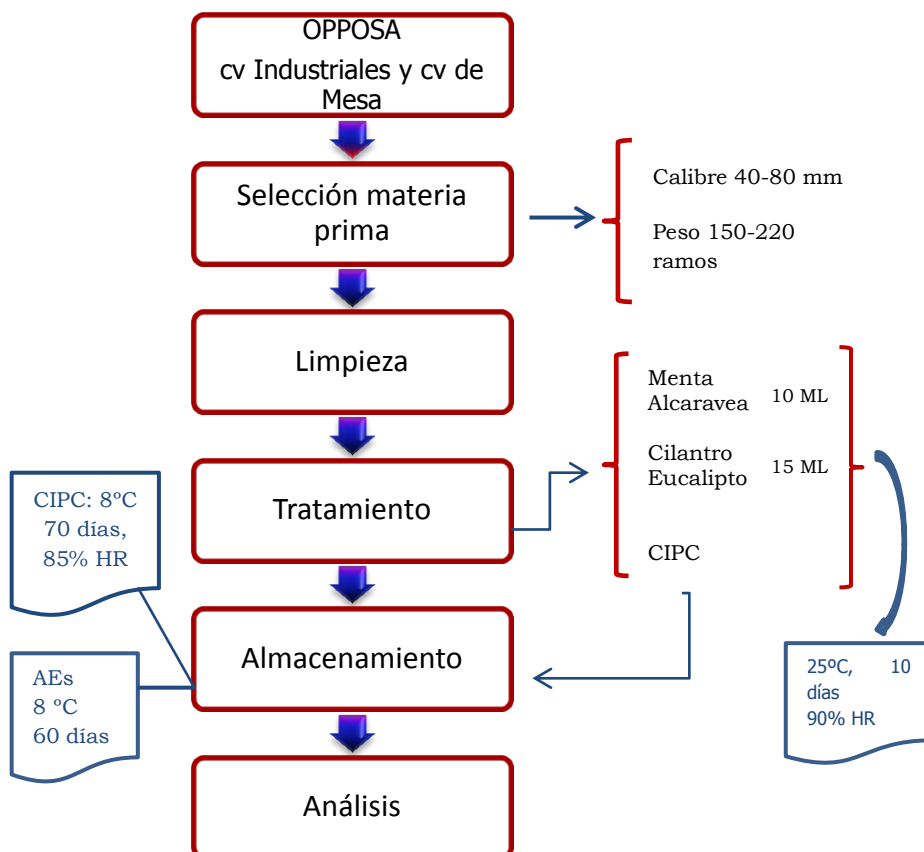 OPPOSA
cv Industriales y cv de
Mesa
Selección materia
prima
Calibre 40-80 mm
Peso 150-220
ramos
Limpieza
Menta
Alcaravea 10 ML
Cilantro
Eucalipto 15 ML
CIPC
Tratamiento
CIPC: 8ºC
70 días,
85% HR
Almacenamiento
AEs
8 ºC
60 días
25ºC, 10
días
90% HR
Análisis